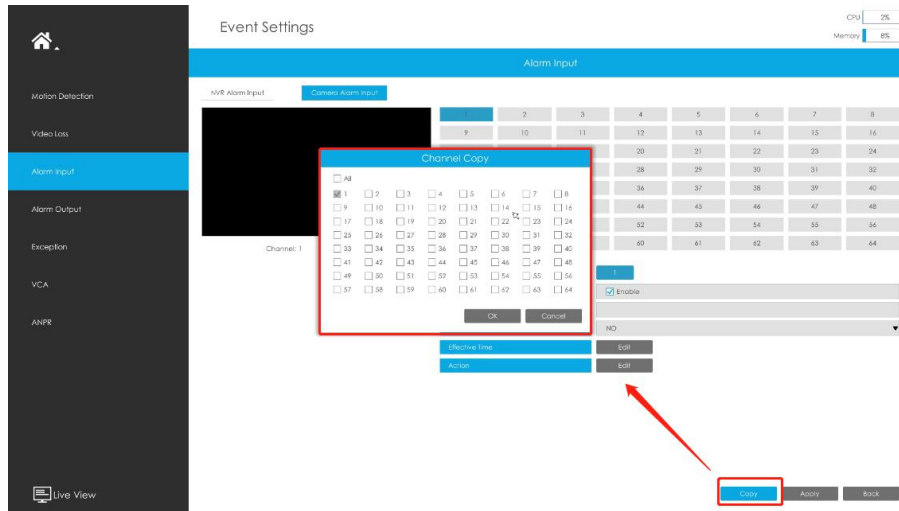 Event Settings
CPU 2%
Memory 8%
Alarm Input
Motion Detection
Video Loss
Alarm Input
Alarm Output
Exception
VCA
ANPR
Live View
NVR Alarm Input Camera Alarm Input
1 2 3 4 5 6 7 8
9 10 11 12 13 14 15 16
20 21 22 23 24
28 29 30 31 32
36 37 38 39 40
44 45 46 47 48
52 53 54 55 56
60 61 62 63 64
Channel: 1
Channel Copy
All
1 2 3 4 5 6 7 8
9 10 11 12 13 14 15 16
17 18 19 20 21 22 23 24
25 26 27 28 29 30 31 32
33 34 35 36 37 38 39 40
41 42 43 44 45 46 47 48
49 50 51 52 53 54 55 56
57 58 59 60 61 62 63 64
OK Cancel
1
Enable
NO
Effective Time Edit
Action Edit
Copy Apply Back